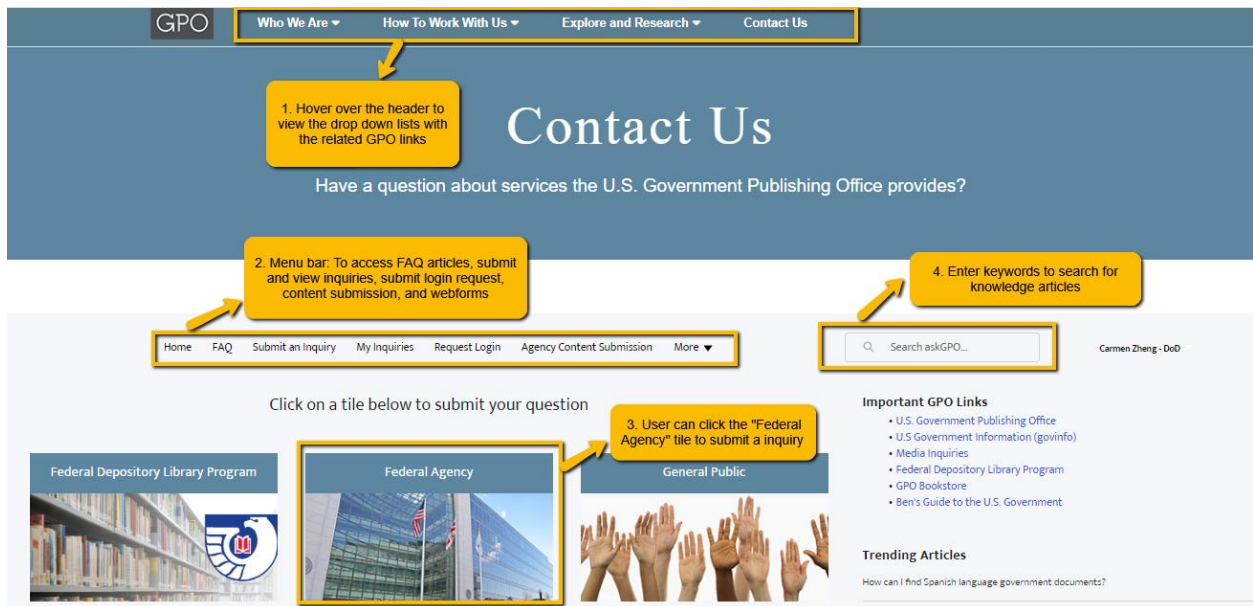 GPO
Who We Are
How To Work With Us
Explore and Research
Contact Us
1. Hover over the header to
view the drop down lists with
the related GPO links
Contact Us
Have a question about services the U.S. Government Publishing Office provides?
2. Menu bar: To access FAQ articles, submit
and view inquiries, submit login request,
content submission, and webforms
4. Enter keywords to search for
knowledge articles
Home
FAQ
Submit an Inquiry
My Inquiries
Request Login
Agency Content Submission
More
Search askGPO...
Carmen Zheng - DoD
Click on a tile below to submit your question
3. User can click the "Federal
Agency" tile to submit a inquiry
Federal Depository Library Program
Federal Agency
General Public
Important GPO Links
• U.S. Government Publishing Office
• U.S Government Information (govinfo)
• Media Inquiries
• Federal Depository Library Program
• GPO Bookstore
• Ben's Guide to the U.S. Government
Trending Articles
How can I find Spanish language government documents?